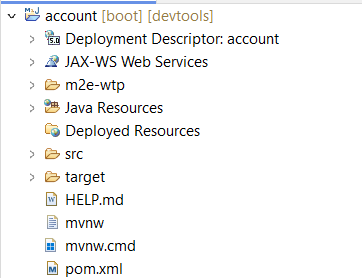 account [boot] [devtools]
Deployment Descriptor: account
JAX-WS Web Services
m2e-wtp
Java Resources
Deployed Resources
src
target
HELP.md
mvnw
mvnw.cmd
pom.xml